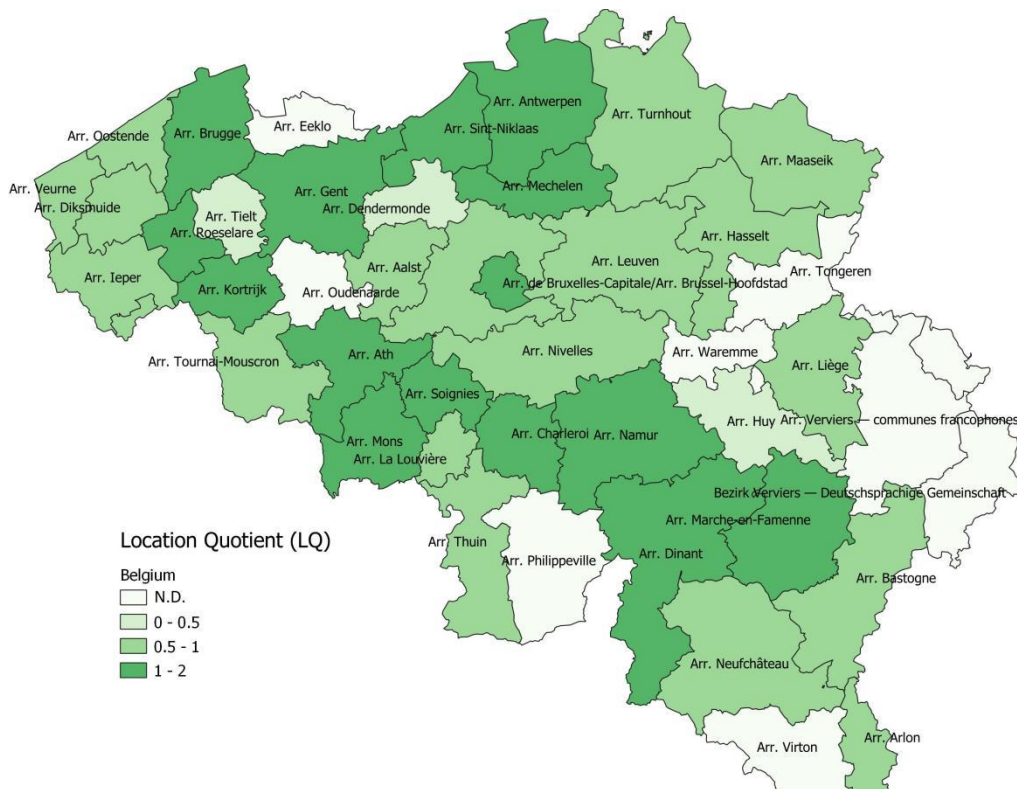 Arr. Antwerpen
Arr. Turnhout
Arr. Eeklo
Arr. Sint-Niklaas
Arr. Oostende
Arr. Brugge
Arr. Maaseik
Arr. Mechelen
Arr. Veurne
Arr. Gent
Arr. Diksmuide
Arr. Dendermonde
Arr. Tielt
Arr. Roeselare
Arr. Hasselt
Arr. Ieper
Arr. Aalst
Arr. Leuven
Arr. Tongeren
Arr. de Bruxelles-Capitale/Arr. Brussel-Hoofdstad
Arr. Kortrijk
Arr. Oudenaarde
Arr. Tournai-Mouscron
Arr. Ath
Arr. Nivelles
Arr. Waremme
Arr. Liège
Arr. Soignies
Arr. Huy
Arr. Verviers — communes francophones
Arr. Mons
Arr. Charleroi
Arr. Namur
Arr. La Louvière
Bezirk Verviers — Deutschsprachige Gemeinschaft
Arr. Marche-en-Famenne
Arr. Thuin
Arr. Philippeville
Arr. Dinant
Arr. Bastogne
Arr. Neufchâteau
Arr. Arlon
Arr. Virton
Location Quotient (LQ)
Belgium
N.D.
0 - 0.5
0.5 - 1
1 - 2